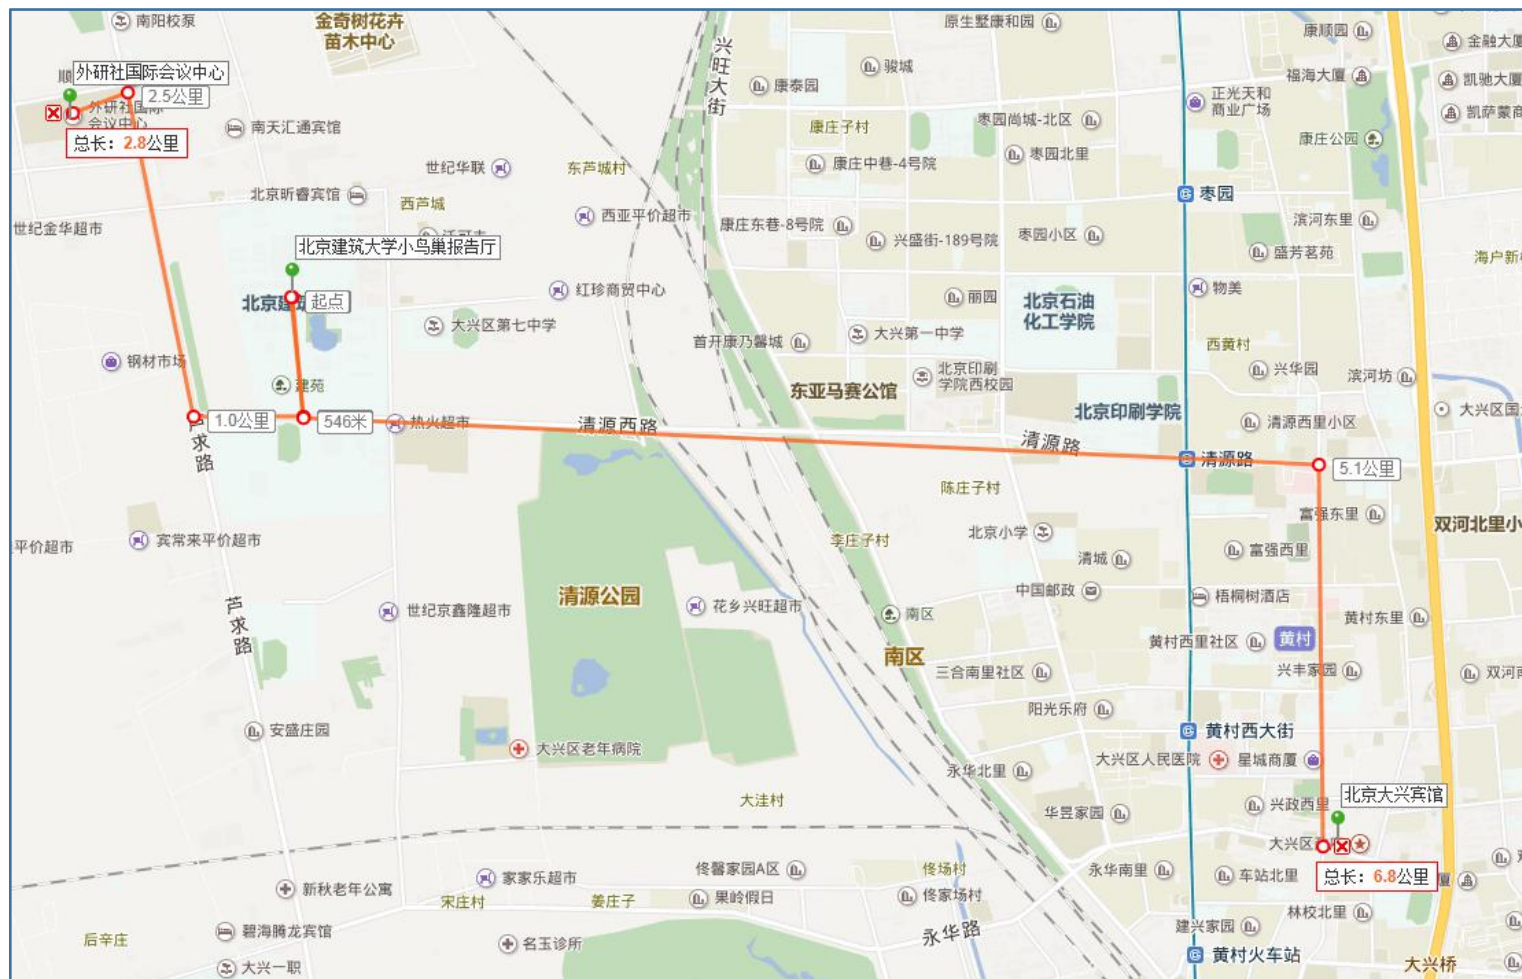 南阳校泵
金奇树花卉
苗木中心
兴旺大街
原生墅康和园
康顺园
金融大厦
骏城
康泰园
福海大厦
凯驰大厦
外研社国际会议中心
2.5公里
外研社国际
会议中心
总长：2.8公里
南天汇通宾馆
正光天和
商业广场
凯萨蒙商
康庄子村
枣园尚城-北区
康庄公园
世纪华联
东芦城村
康庄中巷-4号院
枣园北里
北京昕睿宾馆
西芦城
枣园
世纪金华超市
西亚平价超市
康庄东巷-8号院
兴盛街-189号院
枣园小区
滨河东里
盛芳茗苑
海户新
北京建筑大学小鸟巢报告厅
起点
北京建筑
红珍商贸中心
丽园
北京石油
化工学院
物美
大兴区第七中学
首开康乃馨城
大兴第一中学
西黄村
钢材市场
建苑
北京印刷
学院西校园
兴华园
滨河坊
东亚马赛公馆
北京印刷学院
大兴区国
1.0公里
546米
热火超市
清源西路
清源路
清源西里小区
芦求路
清源路
5.1公里
陈庄子村
富强东里
双河北里小
平价超市
宾常来平价超市
李庄子村
北京小学
清城
富强西里
芦求路
世纪京鑫隆超市
清源公园
花乡兴旺超市
南区
中国邮政
梧桐树酒店
黄村东里
南区
黄村西里社区
黄村
三合南里社区
兴丰家园
双河南
阳光乐府
安盛庄园
大兴区老年病院
黄村西大街
大兴区人民医院
星城商厦
永华北里
大洼村
华昱家园
兴政西里
北京大兴宾馆
大兴区
总长：6.8公里
厦
新秋老年公寓
家家乐超市
佟馨家园A区
佟场村
永华南里
车站北里
宋庄村
姜庄子
果岭假日
佟家场村
林校北里
后辛庄
碧海腾龙宾馆
名玉诊所
永华路
建兴家园
黄村火车站
大兴一职
大兴桥